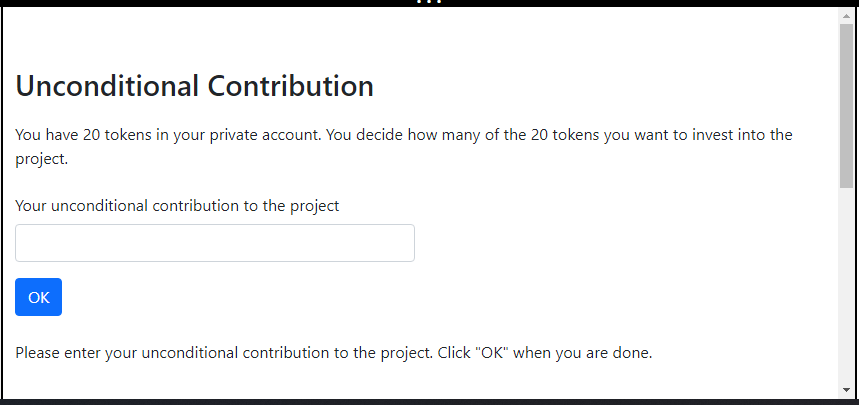 Unconditional Contribution
You have 20 tokens in your private account. You decide how many of the 20 tokens you want to invest into the
project.
Your unconditional contribution to the project
OK
Please enter your unconditional contribution to the project. Click "OK" when you are done.